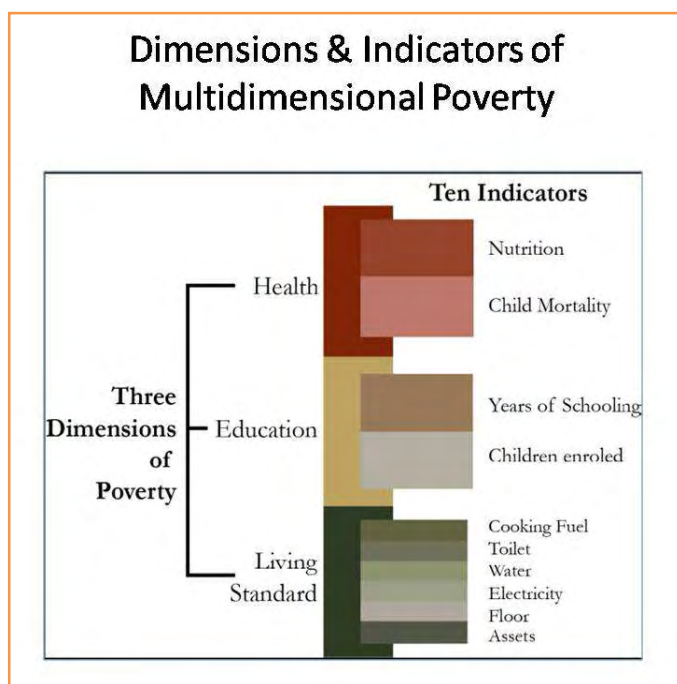 Dimensions & Indicators of
Multidimensional Poverty
Ten Indicators
Three
Dimensions
of
Poverty
Health
Nutrition
Child Mortality
Education
Years of Schooling
Children enroled
Living
Standard
Cooking Fuel
Toilet
Water
Electricity
Floor
Assets